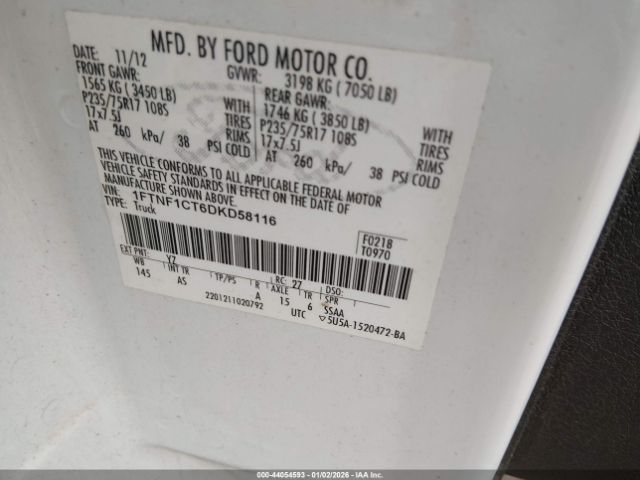 MFD. BY FORD MOTOR CO.
DATE: 11/12 GVWR: 3198 KG ( 7050 LB)
FRONT GAWR: REAR GAWR:
1565 KG ( 3450 LB) WITH 1746 KG ( 3850 LB) WITH
P235/75R17 108S TIRES P235/75R17 108S TIRES
17x7.5J RIMS 17x7.5J RIMS
AT 260 kPa/ 38 PSI COLD AT 260 kPa/ 38 PSI COLD
THIS VEHICLE CONFORMS TO ALL APPLICABLE FEDERAL MOTOR
VEHICLE SAFETY STANDARDS IN EFFECT ON THE DATE OF
MANUFACTURE SHOWN ABOVE.
VIN: 1FTNF1CT6DKD58116
TYPE: Truck
F0218
T0970
EXT PNT: YZ RC: 27 DSO:
WB INT TR TP/PS R AXLE TR SPR
145 AS A 15 6 SSAA
2201211020792 UTC ▽5U5A-1520472-BA
000-44054593 - 01/02/2026 - IAA Inc.